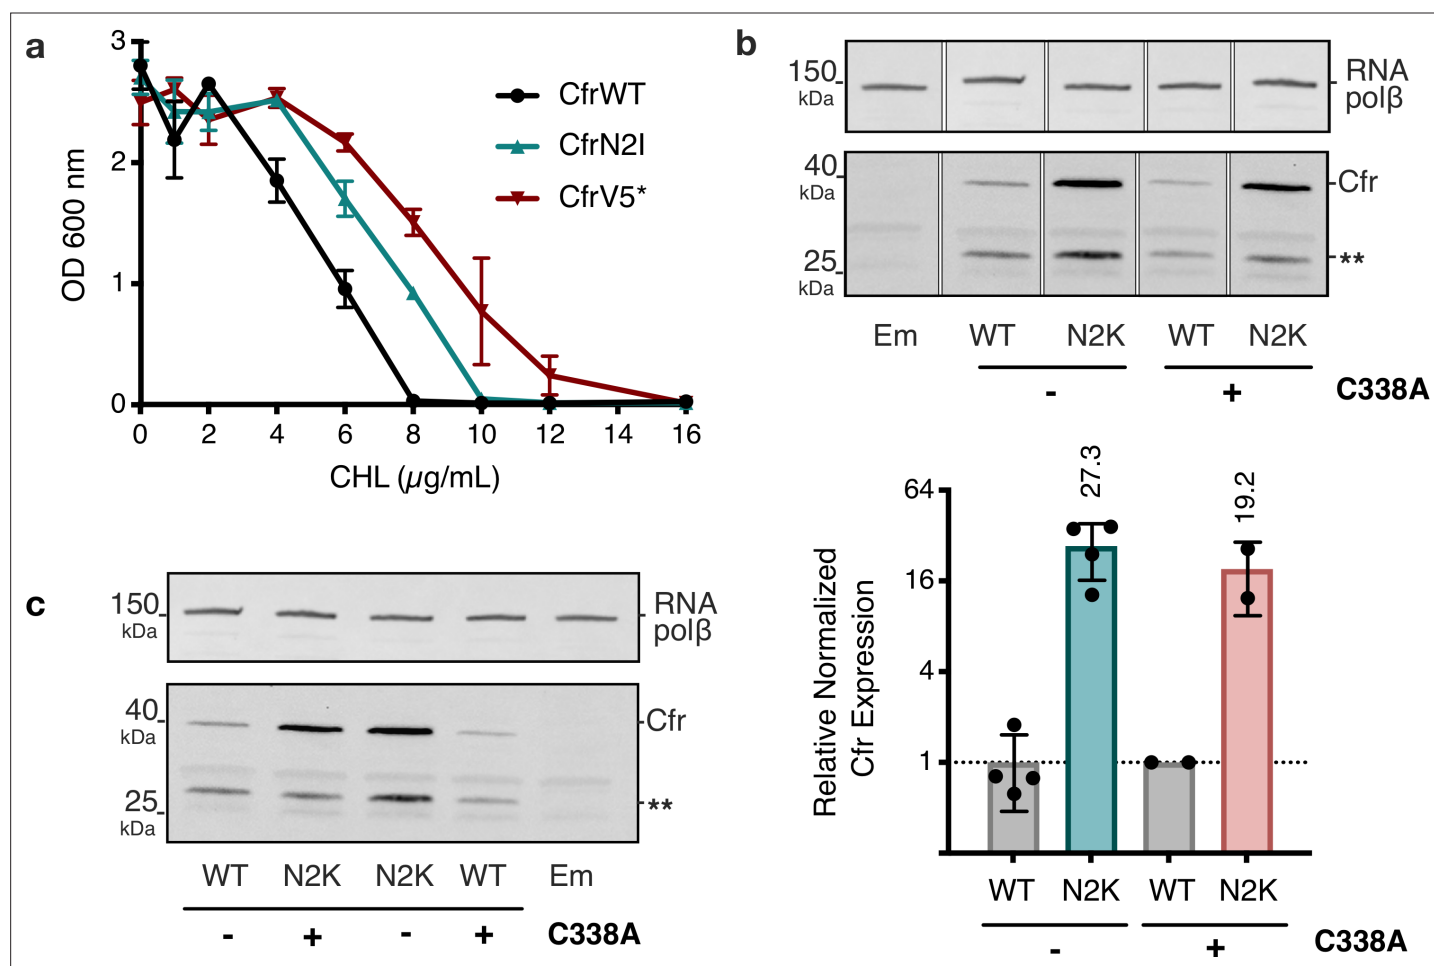 a
3
2
1
0
OD 600 nm
0 2 4 6 8 10 12 14 16
CHL (µg/mL)
CfrWT
CfrN2I
CfrV5*
b
150
kDa
RNA
polβ
40
kDa
Cfr
25
kDa
**
Em WT N2K WT N2K
- + C338A
64
16
4
1
Relative Normalized
Cfr Expression
27.3
19.2
WT N2K WT N2K
- + C338A
c
150
kDa
RNA
polβ
40
kDa
Cfr
25
kDa
**
WT N2K N2K WT Em
- + - + C338A